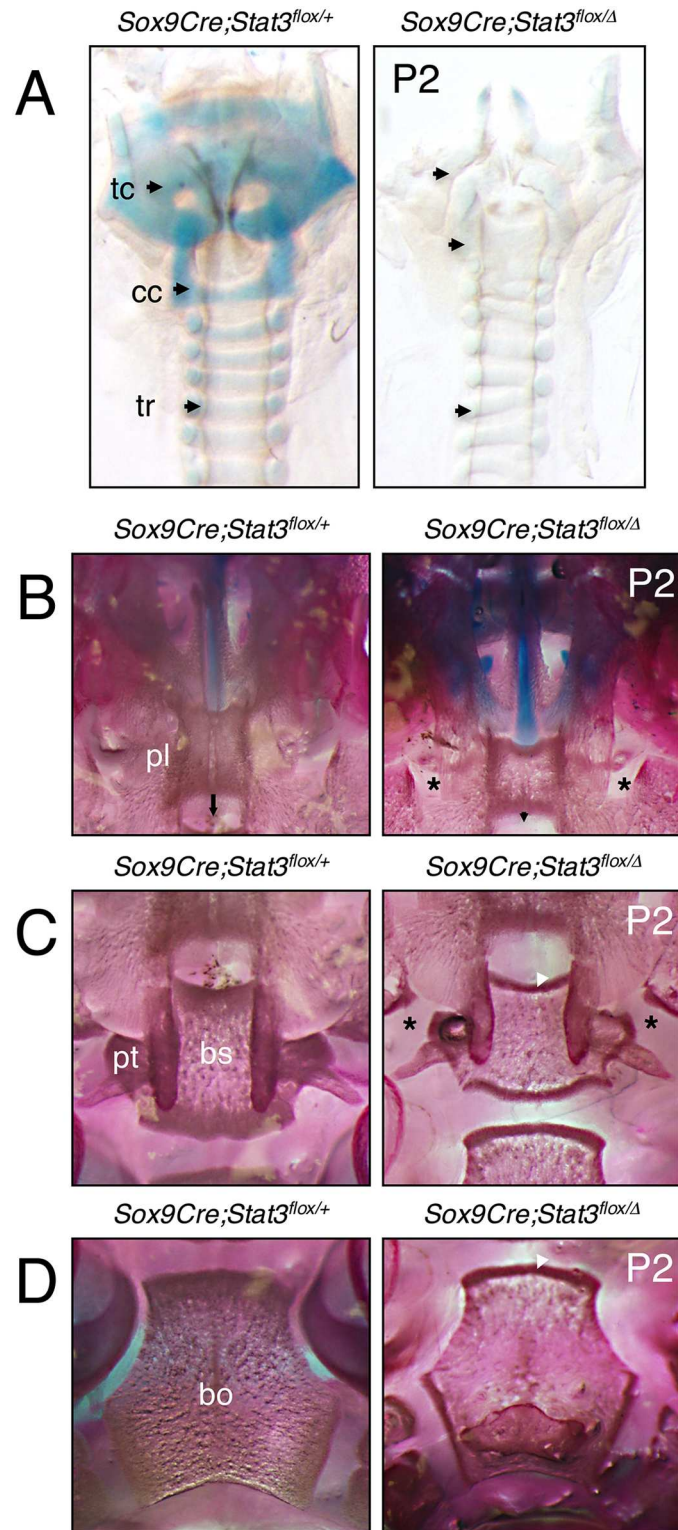 Sox9Cre;Stat3flox/+ Sox9Cre;Stat3flox/Δ
A P2
tc
cc
tr
Sox9Cre;Stat3flox/+ Sox9Cre;Stat3flox/Δ
B P2
pl
* *
Sox9Cre;Stat3flox/+ Sox9Cre;Stat3flox/Δ
C P2
* *
pt bs
Sox9Cre;Stat3flox/+ Sox9Cre;Stat3flox/Δ
D P2
bo